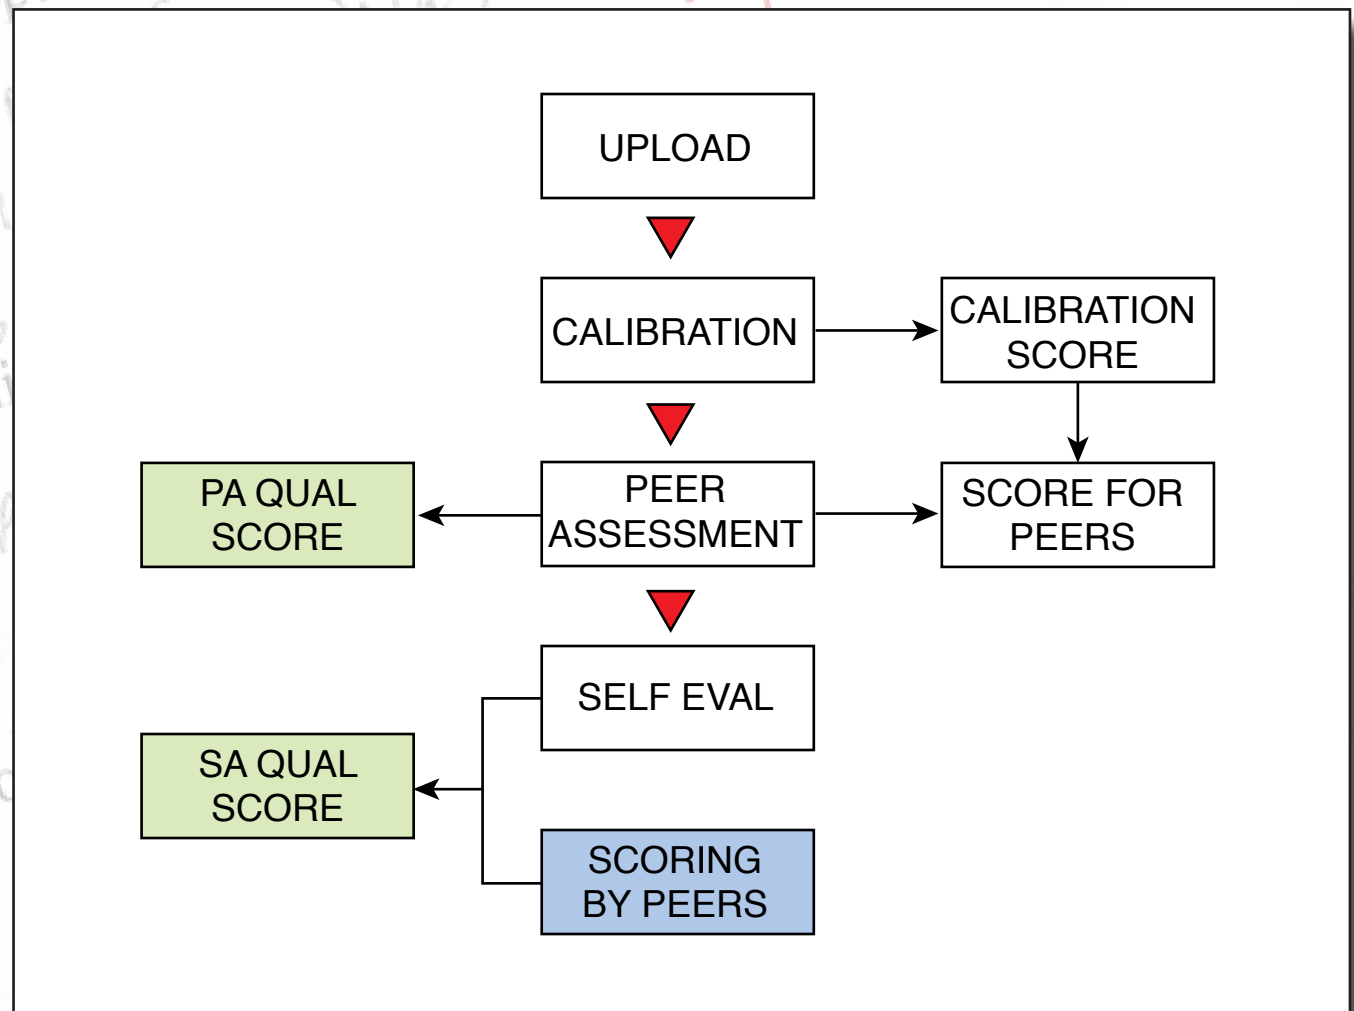 UPLOAD
CALIBRATION
CALIBRATION
SCORE
PA QUAL
SCORE
PEER
ASSESSMENT
SCORE FOR
PEERS
SELF EVAL
SA QUAL
SCORE
SCORING
BY PEERS